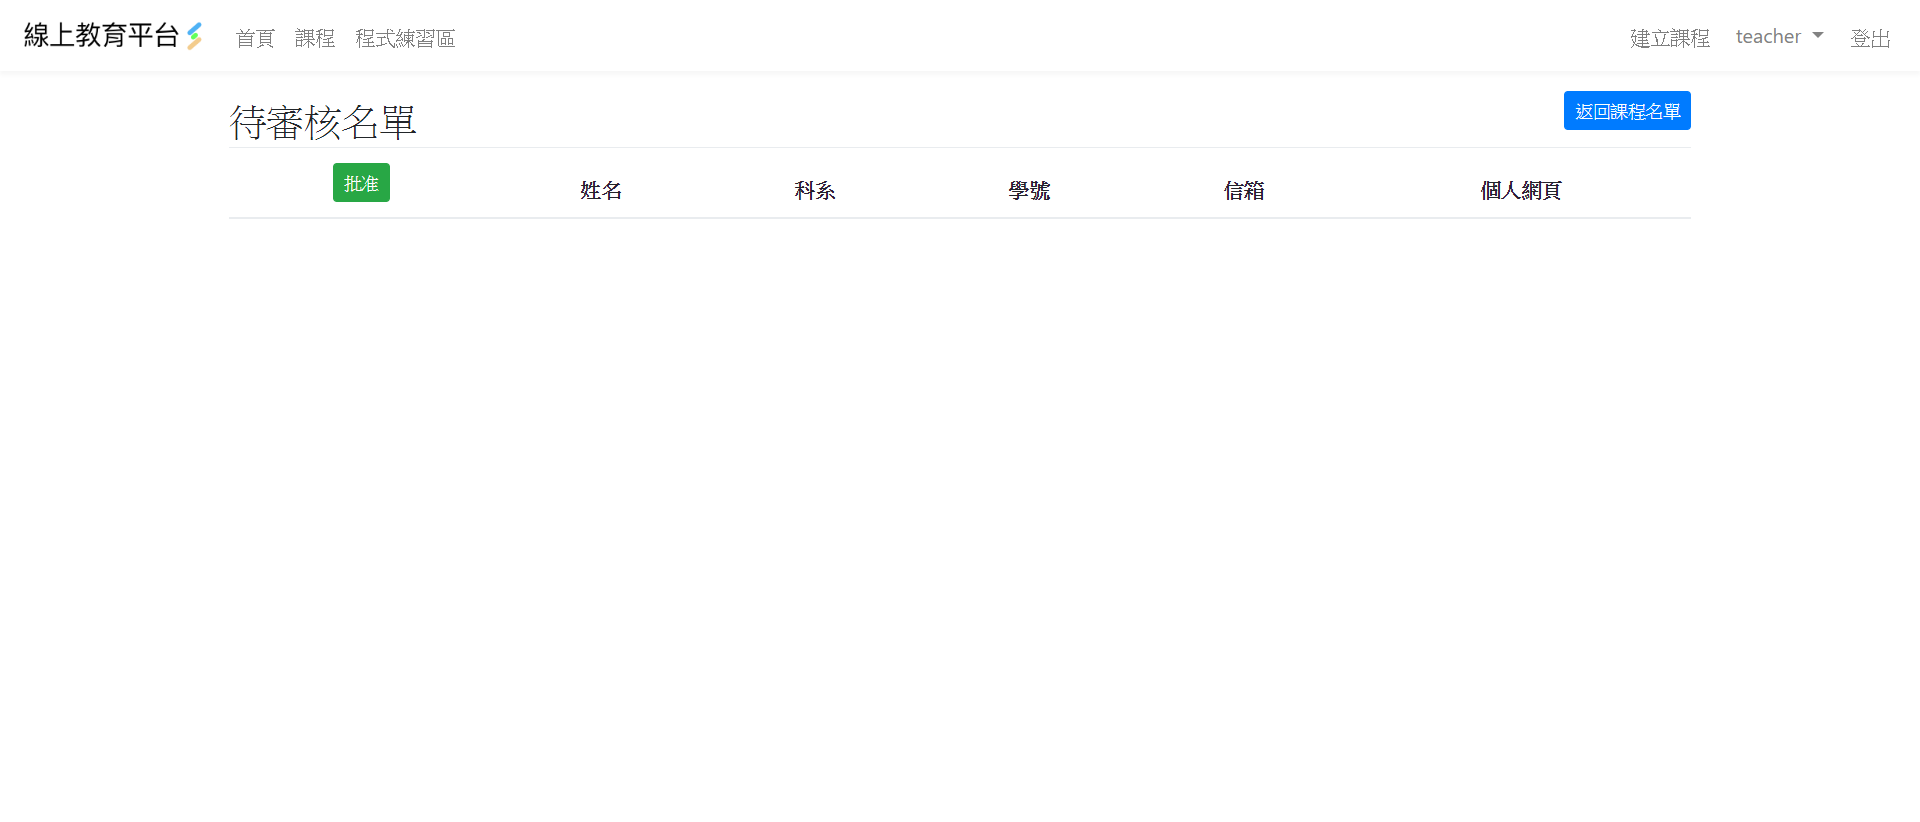 線上教育平台 首頁 課程 程式練習區 建立課程 teacher 登出
待審核名單 返回課程名單
批准 姓名 科系 學號 信箱 個人網頁